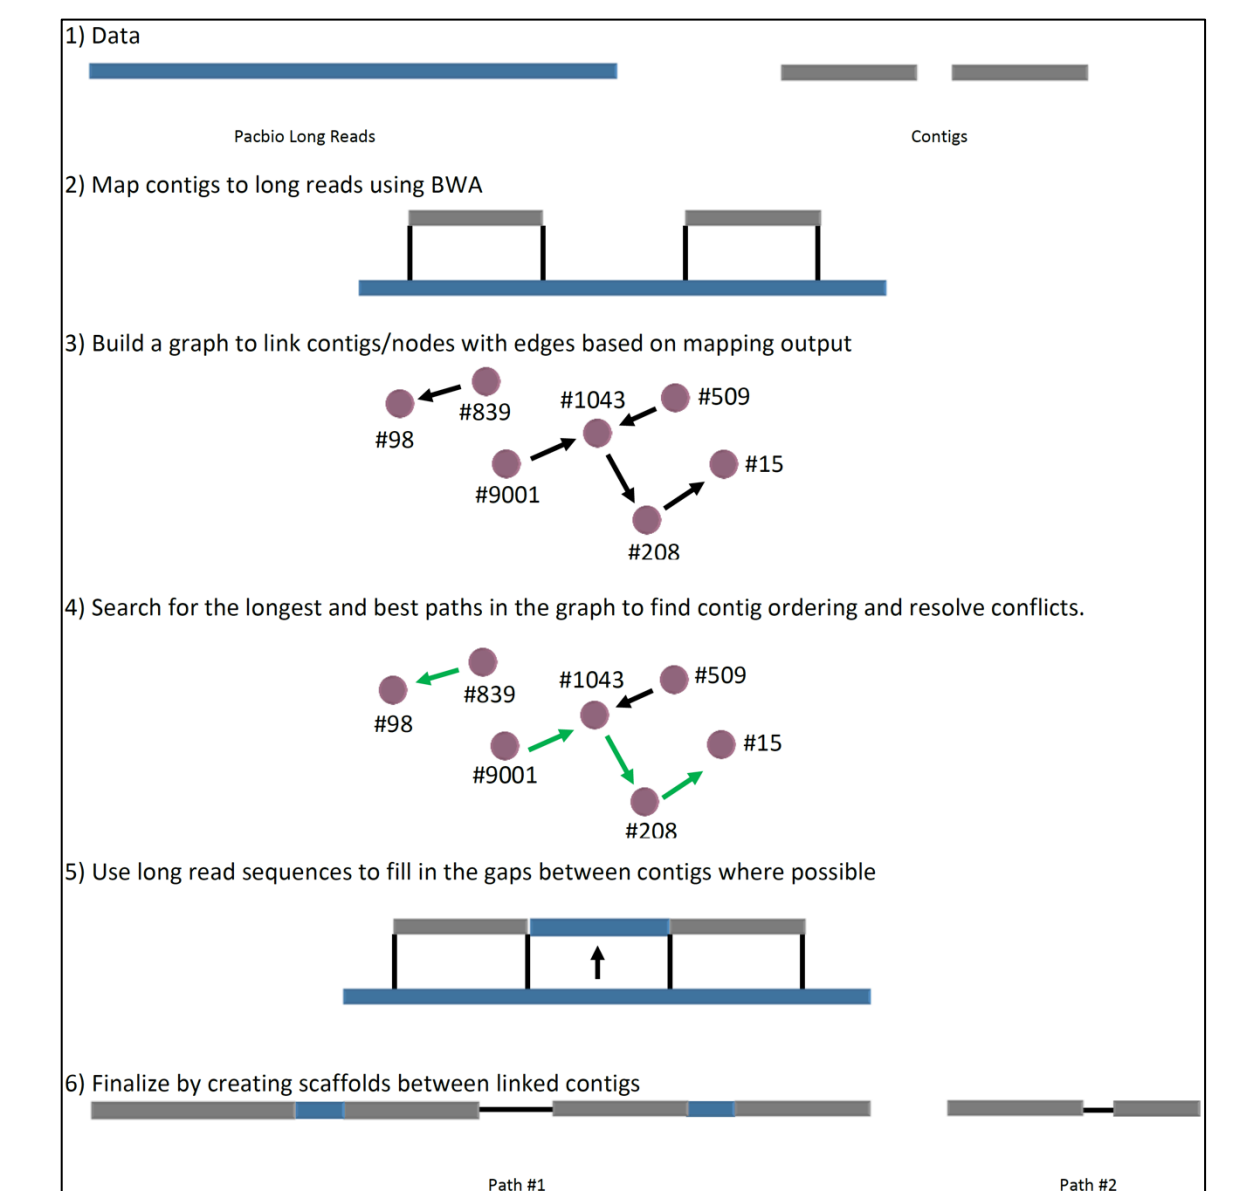 1) Data
Pacbio Long Reads
Contigs
2) Map contigs to long reads using BWA
3) Build a graph to link contigs/nodes with edges based on mapping output
#1043
#509
#839
#98
#15
#9001
#208
4) Search for the longest and best paths in the graph to find contig ordering and resolve conflicts.
#1043
#509
#839
#98
#15
#9001
#208
5) Use long read sequences to fill in the gaps between contigs where possible
6) Finalize by creating scaffolds between linked contigs
Path #1
Path #2